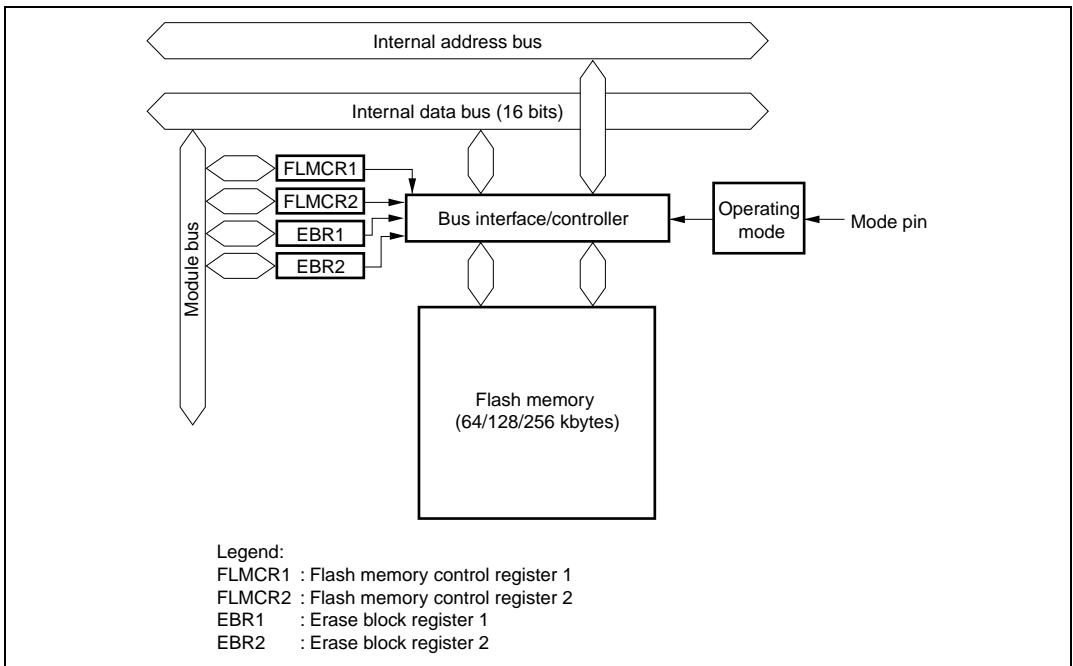 Internal address bus
Internal data bus (16 bits)
Module bus
FLMCR1
FLMCR2
EBR1
EBR2
Bus interface/controller
Operating
mode
Mode pin
Flash memory
(64/128/256 kbytes)
Legend:
FLMCR1 : Flash memory control register 1
FLMCR2 : Flash memory control register 2
EBR1 : Erase block register 1
EBR2 : Erase block register 2